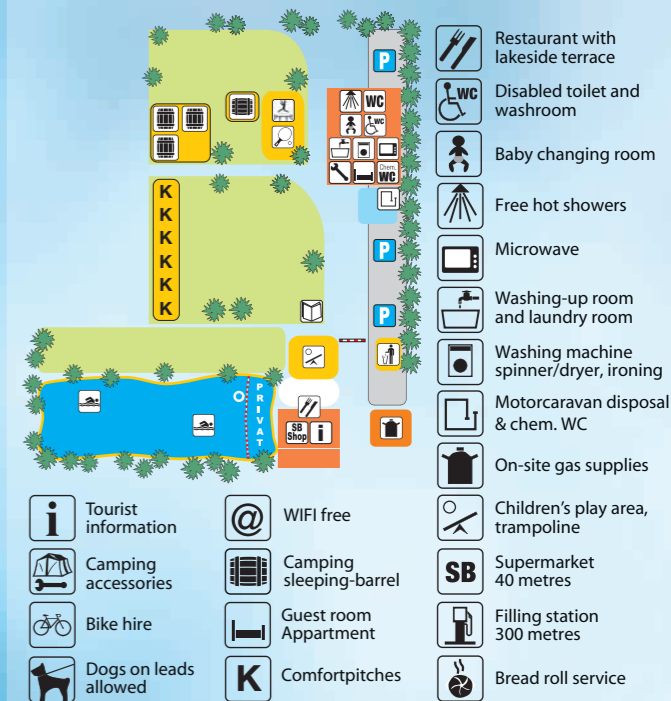 P
WC
WC
Chem.
WC
K
K
K
K
K
K
P
P
PRIVAT
SB
Shop
i
Restaurant with
lakeside terrace
WC
Disabled toilet and
washroom
Baby changing room
Free hot showers
Microwave
Washing-up room
and laundry room
Washing machine
spinner/dryer, ironing
Motorcaravan disposal
& chem. WC
On-site gas supplies
Children's play area,
trampoline
SB
Supermarket
40 metres
Filling station
300 metres
Bread roll service
i
Tourist
information
Camping
accessories
Bike hire
Dogs on leads
allowed
@
WIFI free
Camping
sleeping-barrel
Guest room
Appartment
K
Comfortpitches